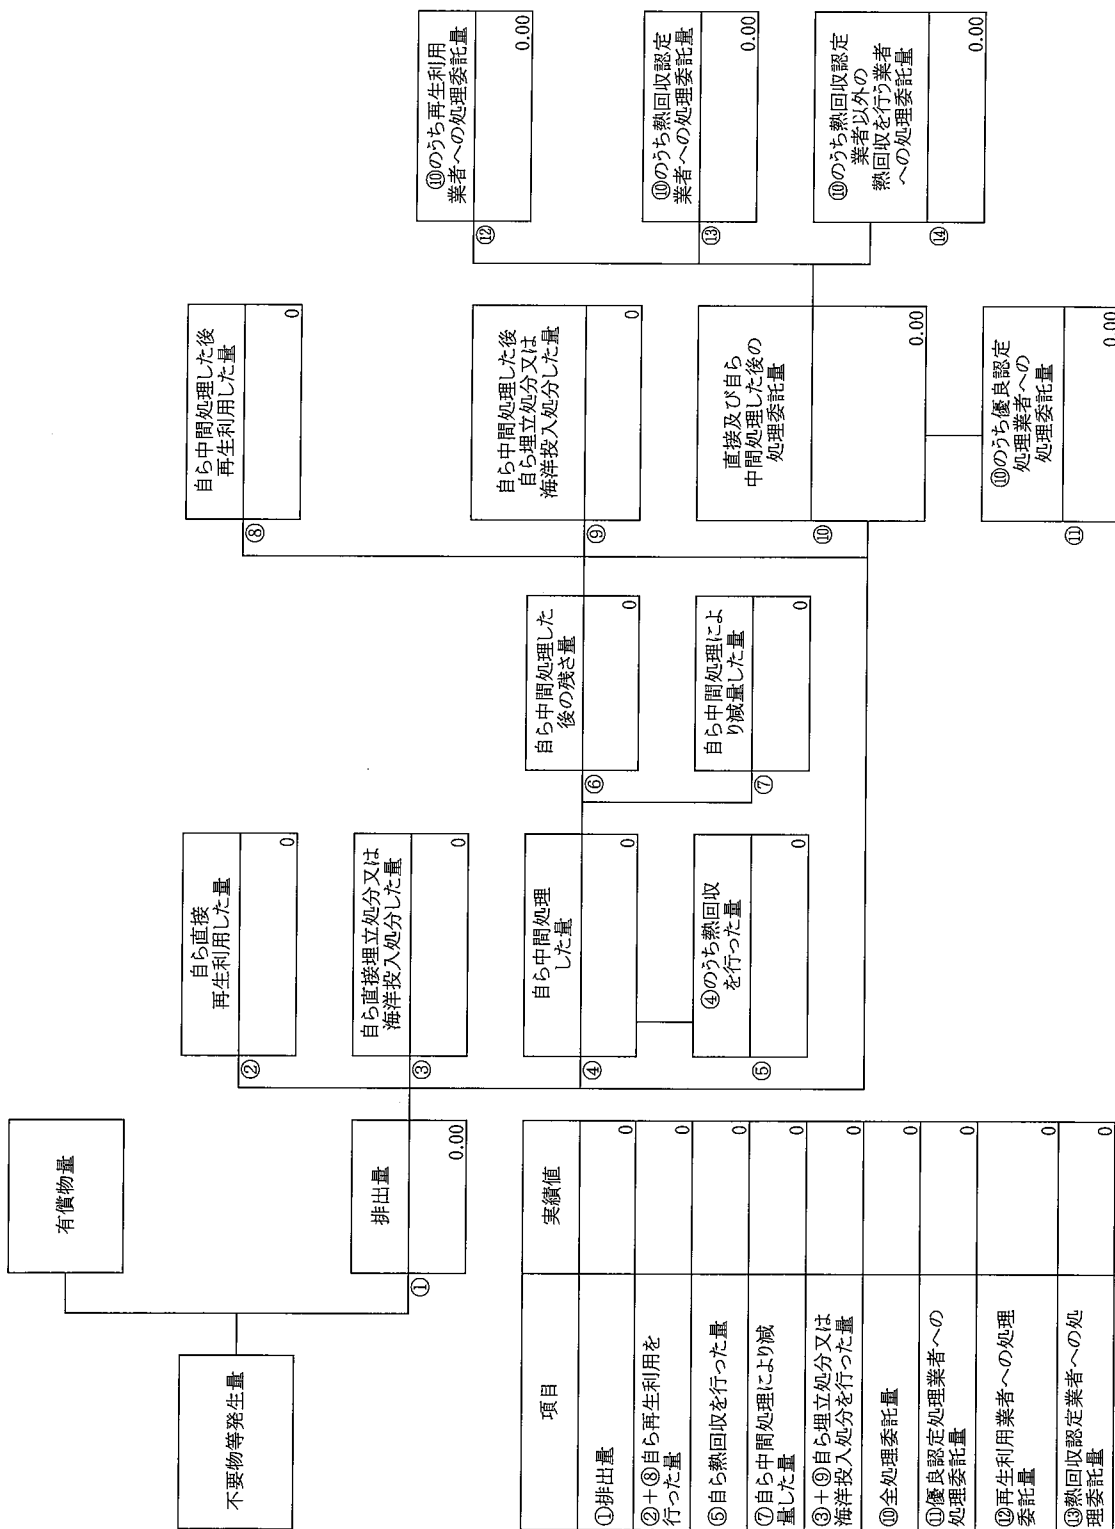 不要物等発生量
有償物量
①
排出量
0.00
②
自ら直接
再生利用した量
0
③
自ら直接埋立処分又は
海洋投入処分した量
0
④
自ら中間処理
した量
0
⑤
④のうち熱回収
を行った量
0
⑥
自ら中間処理した
後の残さ量
0
⑦
自ら中間処理によ
り減量した量
0
⑧
自ら中間処理した後
再生利用した量
0
⑨
自ら中間処理した後
自ら埋立処分又は
海洋投入処分した量
0
⑩
直接及び自ら
中間処理した後の
処理委託量
0.00
⑪
⑩のうち優良認定
処理業者への
処理委託量
0.00
⑫
⑩のうち再生利用
業者への処理委託量
0.00
⑬
⑩のうち熱回収認定
業者への処理委託量
0.00
⑭
⑩のうち熱回収認定
業者以外の
熱回収を行う業者
への処理委託量
0.00
項目 実績値
①排出量 0
②+⑧自ら再生利用を
行った量 0
⑤自ら熱回収を行った量 0
⑦自ら中間処理により減
量した量 0
③+⑨自ら埋立処分又は
海洋投入処分を行った量 0
⑩全処理委託量 0
⑪優良認定処理業者への
処理委託量 0
⑫再生利用業者への処理
委託量 0
⑬熱回収認定業者への処
理委託量 0